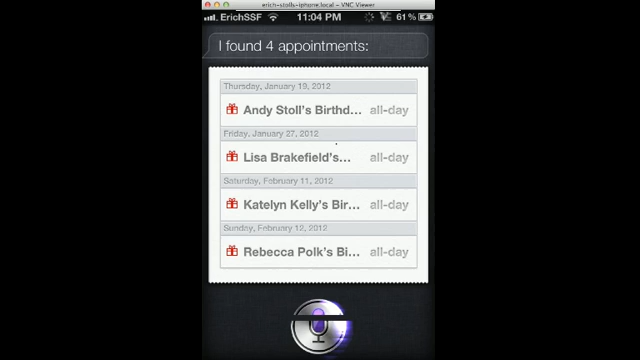 erich-stolls-iphone.local – VNC Viewer
ErichSSF 11:04 PM 61%
I found 4 appointments:
Thursday, January 19, 2012
Andy Stoll's Birthd... all-day
Friday, January 27, 2012
Lisa Brakefield's... all-day
Saturday, February 11, 2012
Katelyn Kelly's Bir... all-day
Sunday, February 12, 2012
Rebecca Polk's Bi... all-day